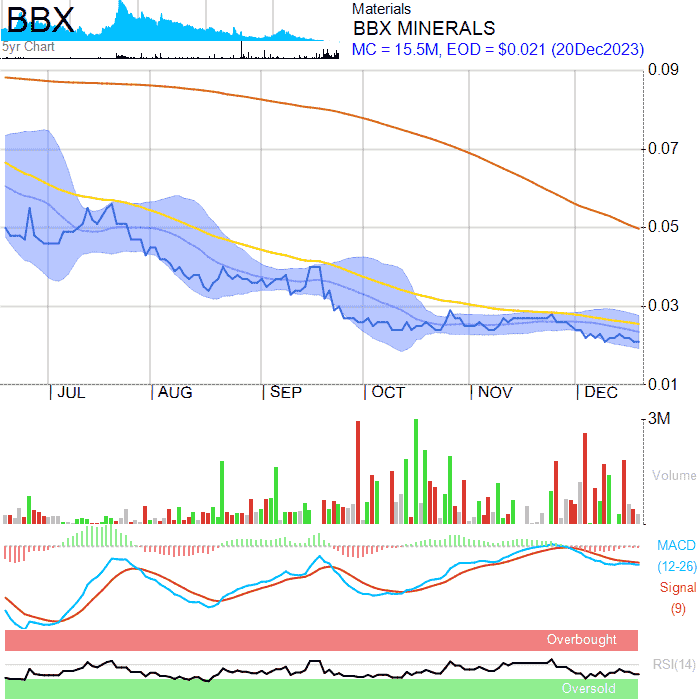 BBX
5yr Chart
Materials
BBX MINERALS
MC = 15.5M, EOD = $0.021 (20Dec2023)
0.09
0.07
0.05
0.03
0.01
JUL AUG SEP OCT NOV DEC
3M
Volume
MACD
(12-26)
Signal
(9)
Overbought
RSI(14)
Oversold